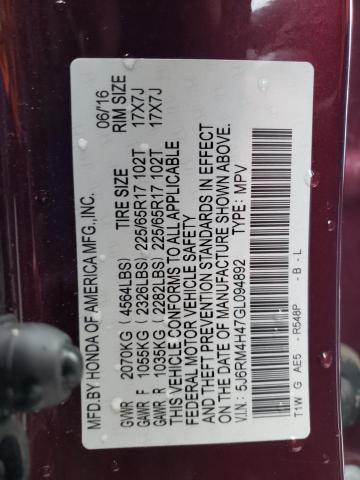 MFD.BY HONDA OF AMERICA MFG.,INC. 06/'16
TIRE SIZE RIM SIZE
GVWR 2070KG (4564LBS)
GAWR F 1055KG (2326LBS) 225/65R17 102T 17X7J
GAWR R 1035KG (2282LBS) 225/65R17 102T 17X7J
THIS VEHICLE CONFORMS TO ALL APPLICABLE
FEDERAL MOTOR VEHICLE SAFETY
AND THEFT PREVENTION STANDARDS IN EFFECT
ON THE DATE OF MANUFACTURE SHOWN ABOVE.
V.I.N.: 5J6RM4H47GL094892 TYPE: MPV
T1W G AE5 - R548P - B - L